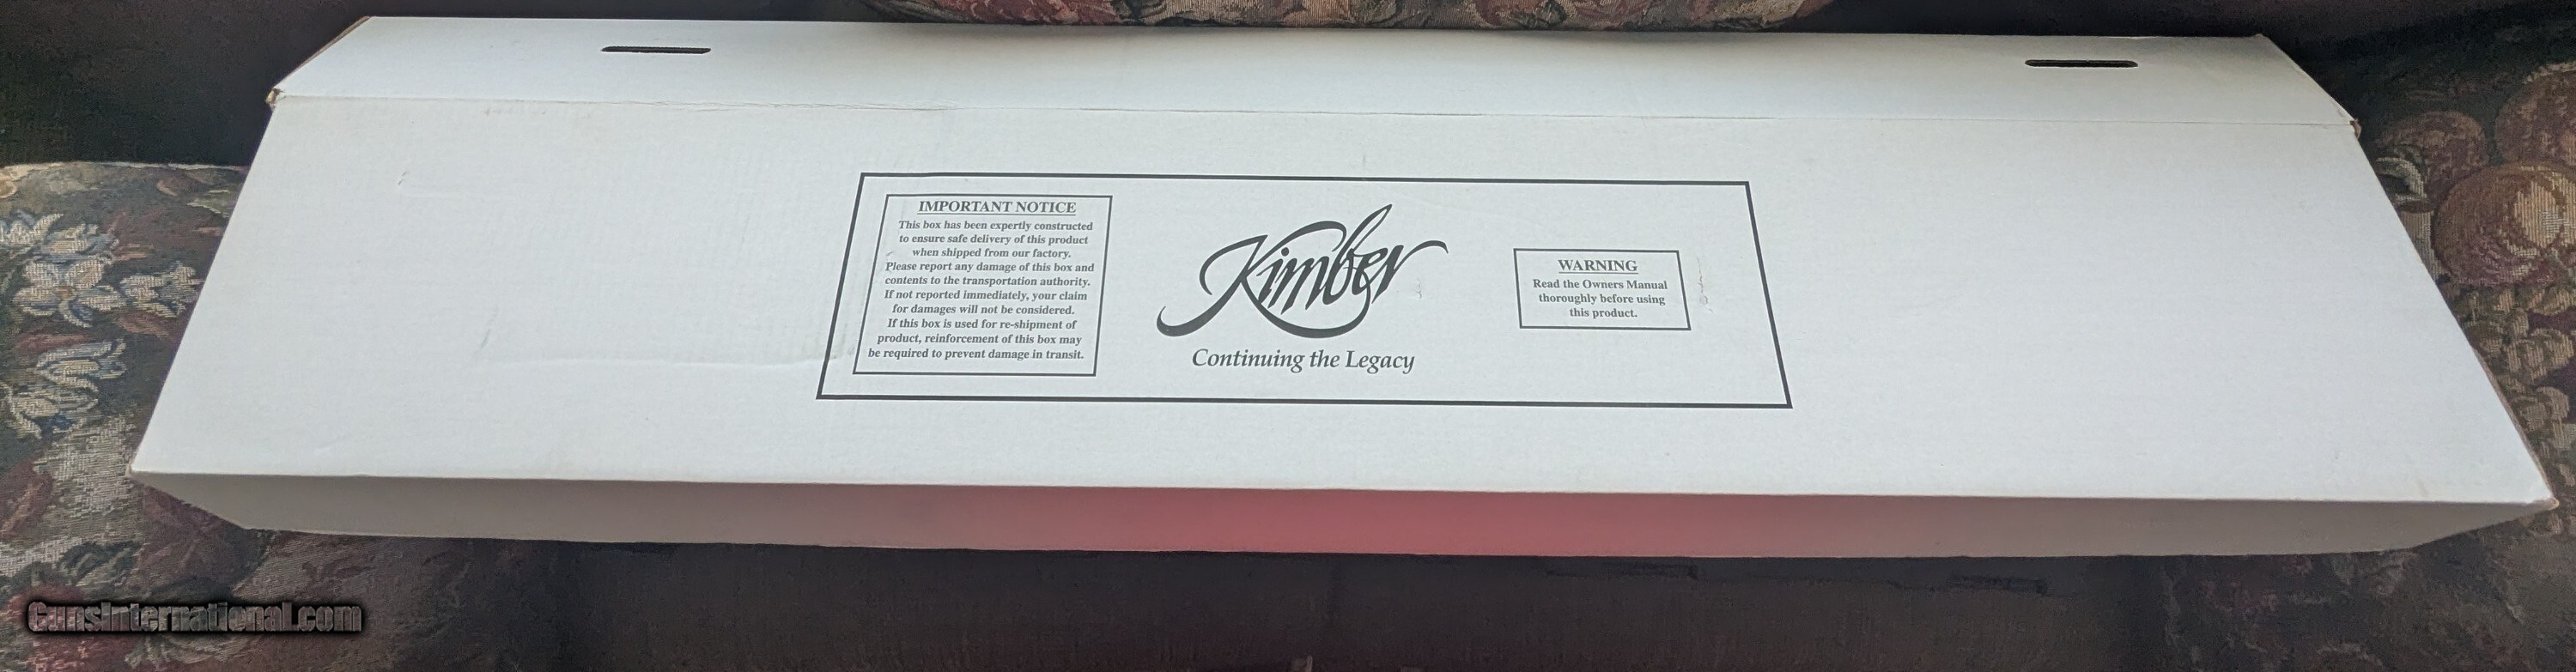 IMPORTANT NOTICE
This box has been expertly constructed
to ensure safe delivery of this product
when shipped from our factory.
Please report any damage of this box and
contents to the transportation authority.
If not reported immediately, your claim
for damages will not be considered.
If this box is used for re-shipment of
product, reinforcement of this box may
be required to prevent damage in transit.
Kimber
Continuing the Legacy
WARNING
Read the Owners Manual
thoroughly before using
this product.
GunsInternational.com